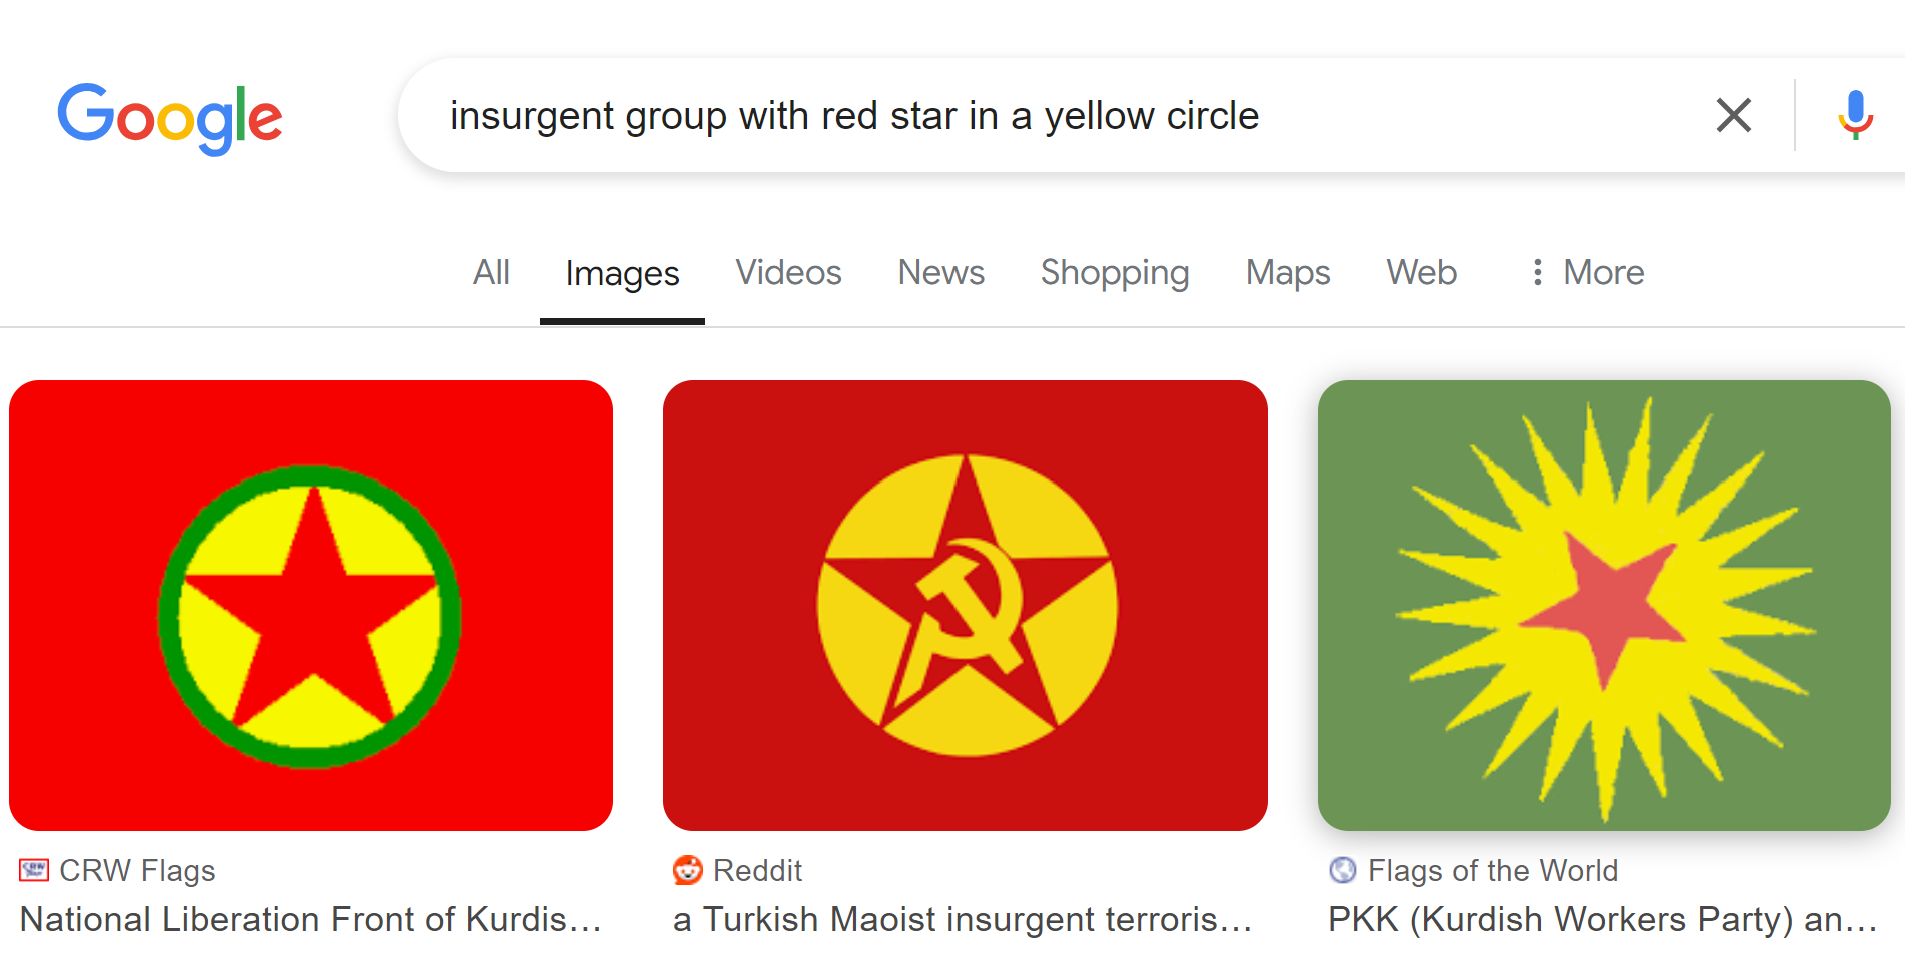 Google
insurgent group with red star in a yellow circle
All Images Videos News Shopping Maps Web More
CRW Flags
National Liberation Front of Kurdis...
Reddit
a Turkish Maoist insurgent terroris...
Flags of the World
PKK (Kurdish Workers Party) an...